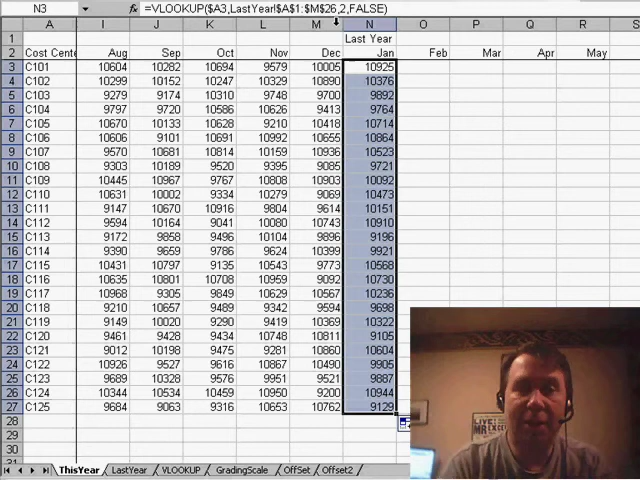 N3 =VLOOKUP($A3,LastYear!$A$1:$M$26,2,FALSE)
A I J K L M N O P Q R S
1 Last Year
2 Cost Cente Aug Sep Oct Nov Dec Jan Feb Mar Apr May
3 C101 10604 10282 10694 9579 10005 10925
4 C102 10299 10152 10247 10329 10890 10376
5 C103 9279 9174 10310 9748 9700 9892
6 C104 9797 9720 10586 10626 9413 9764
7 C105 10670 10133 10628 9210 10418 10714
8 C106 10606 9101 10691 10992 10655 10864
9 C107 9570 10681 10814 10159 10936 10523
10 C108 9303 10189 9520 9395 9085 9721
11 C109 10445 10967 9767 10808 10903 10092
12 C110 10631 10002 9334 10279 9069 10473
13 C111 9147 10670 10916 9804 9614 10151
14 C112 9594 10164 9041 10080 10743 10910
15 C113 9172 9858 9496 10104 9896 9196
16 C114 9390 9659 9786 9624 10399 9921
17 C115 10431 10797 9135 10543 9773 10568
18 C116 10635 10801 10708 10959 9092 10730
19 C117 10968 9305 9849 10629 10567 10236
20 C118 9210 10657 9489 9342 9594 9698
21 C119 9149 10020 9290 9419 10369 10322
22 C120 9461 9428 9434 10748 10811 9105
23 C121 9012 10198 9475 9281 10860 10604
24 C122 10926 9527 9616 10867 10490 9905
25 C123 9689 10328 9576 9951 9521 9887
26 C124 10344 10534 10459 10950 9200 10944
27 C125 9684 9063 9316 10653 10762 9129
28
29
30
ThisYear LastYear VLOOKUP GradingScale OffSet Offset2